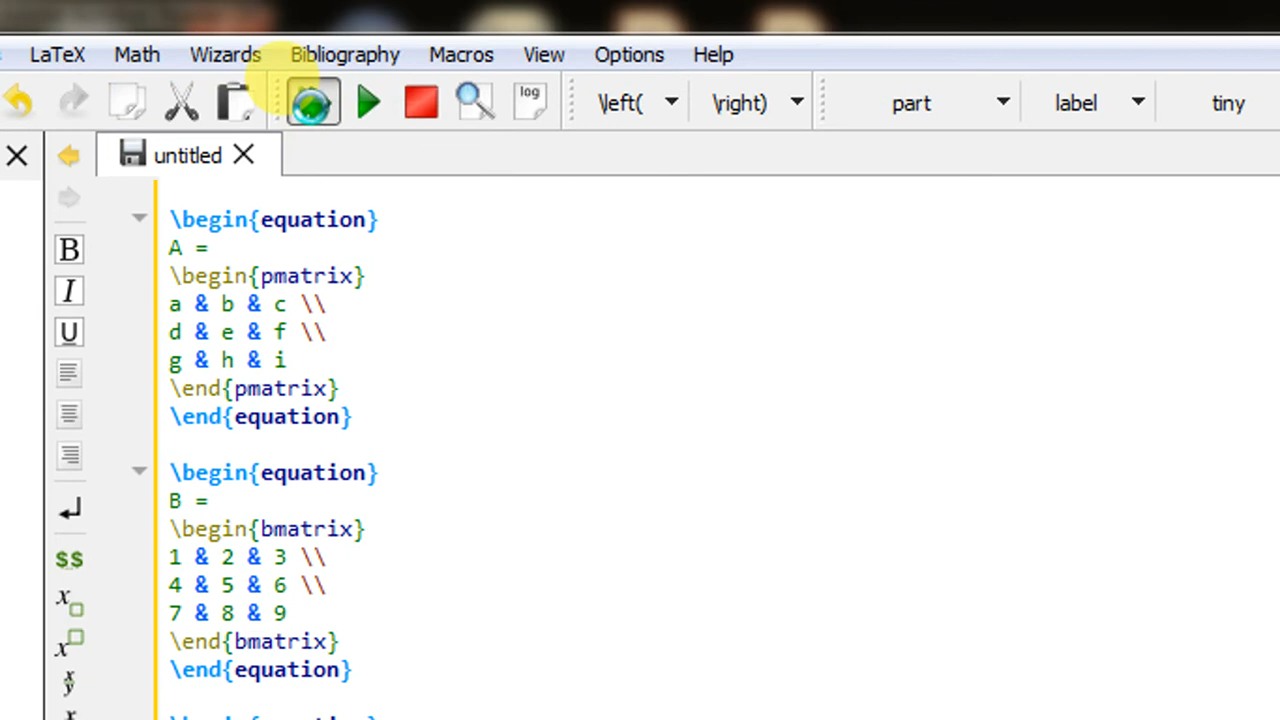 LaTeX Math Wizards Bibliography Macros View Options Help
log \left( \right) part label tiny
untitled
\begin{equation}
A =
\begin{pmatrix}
a & b & c \\
d & e & f \\
g & h & i
\end{pmatrix}
\end{equation}
\begin{equation}
B =
\begin{bmatrix}
1 & 2 & 3 \\
4 & 5 & 6 \\
7 & 8 & 9
\end{bmatrix}
\end{equation}
B
I
U
$$
x
x
x
y
x